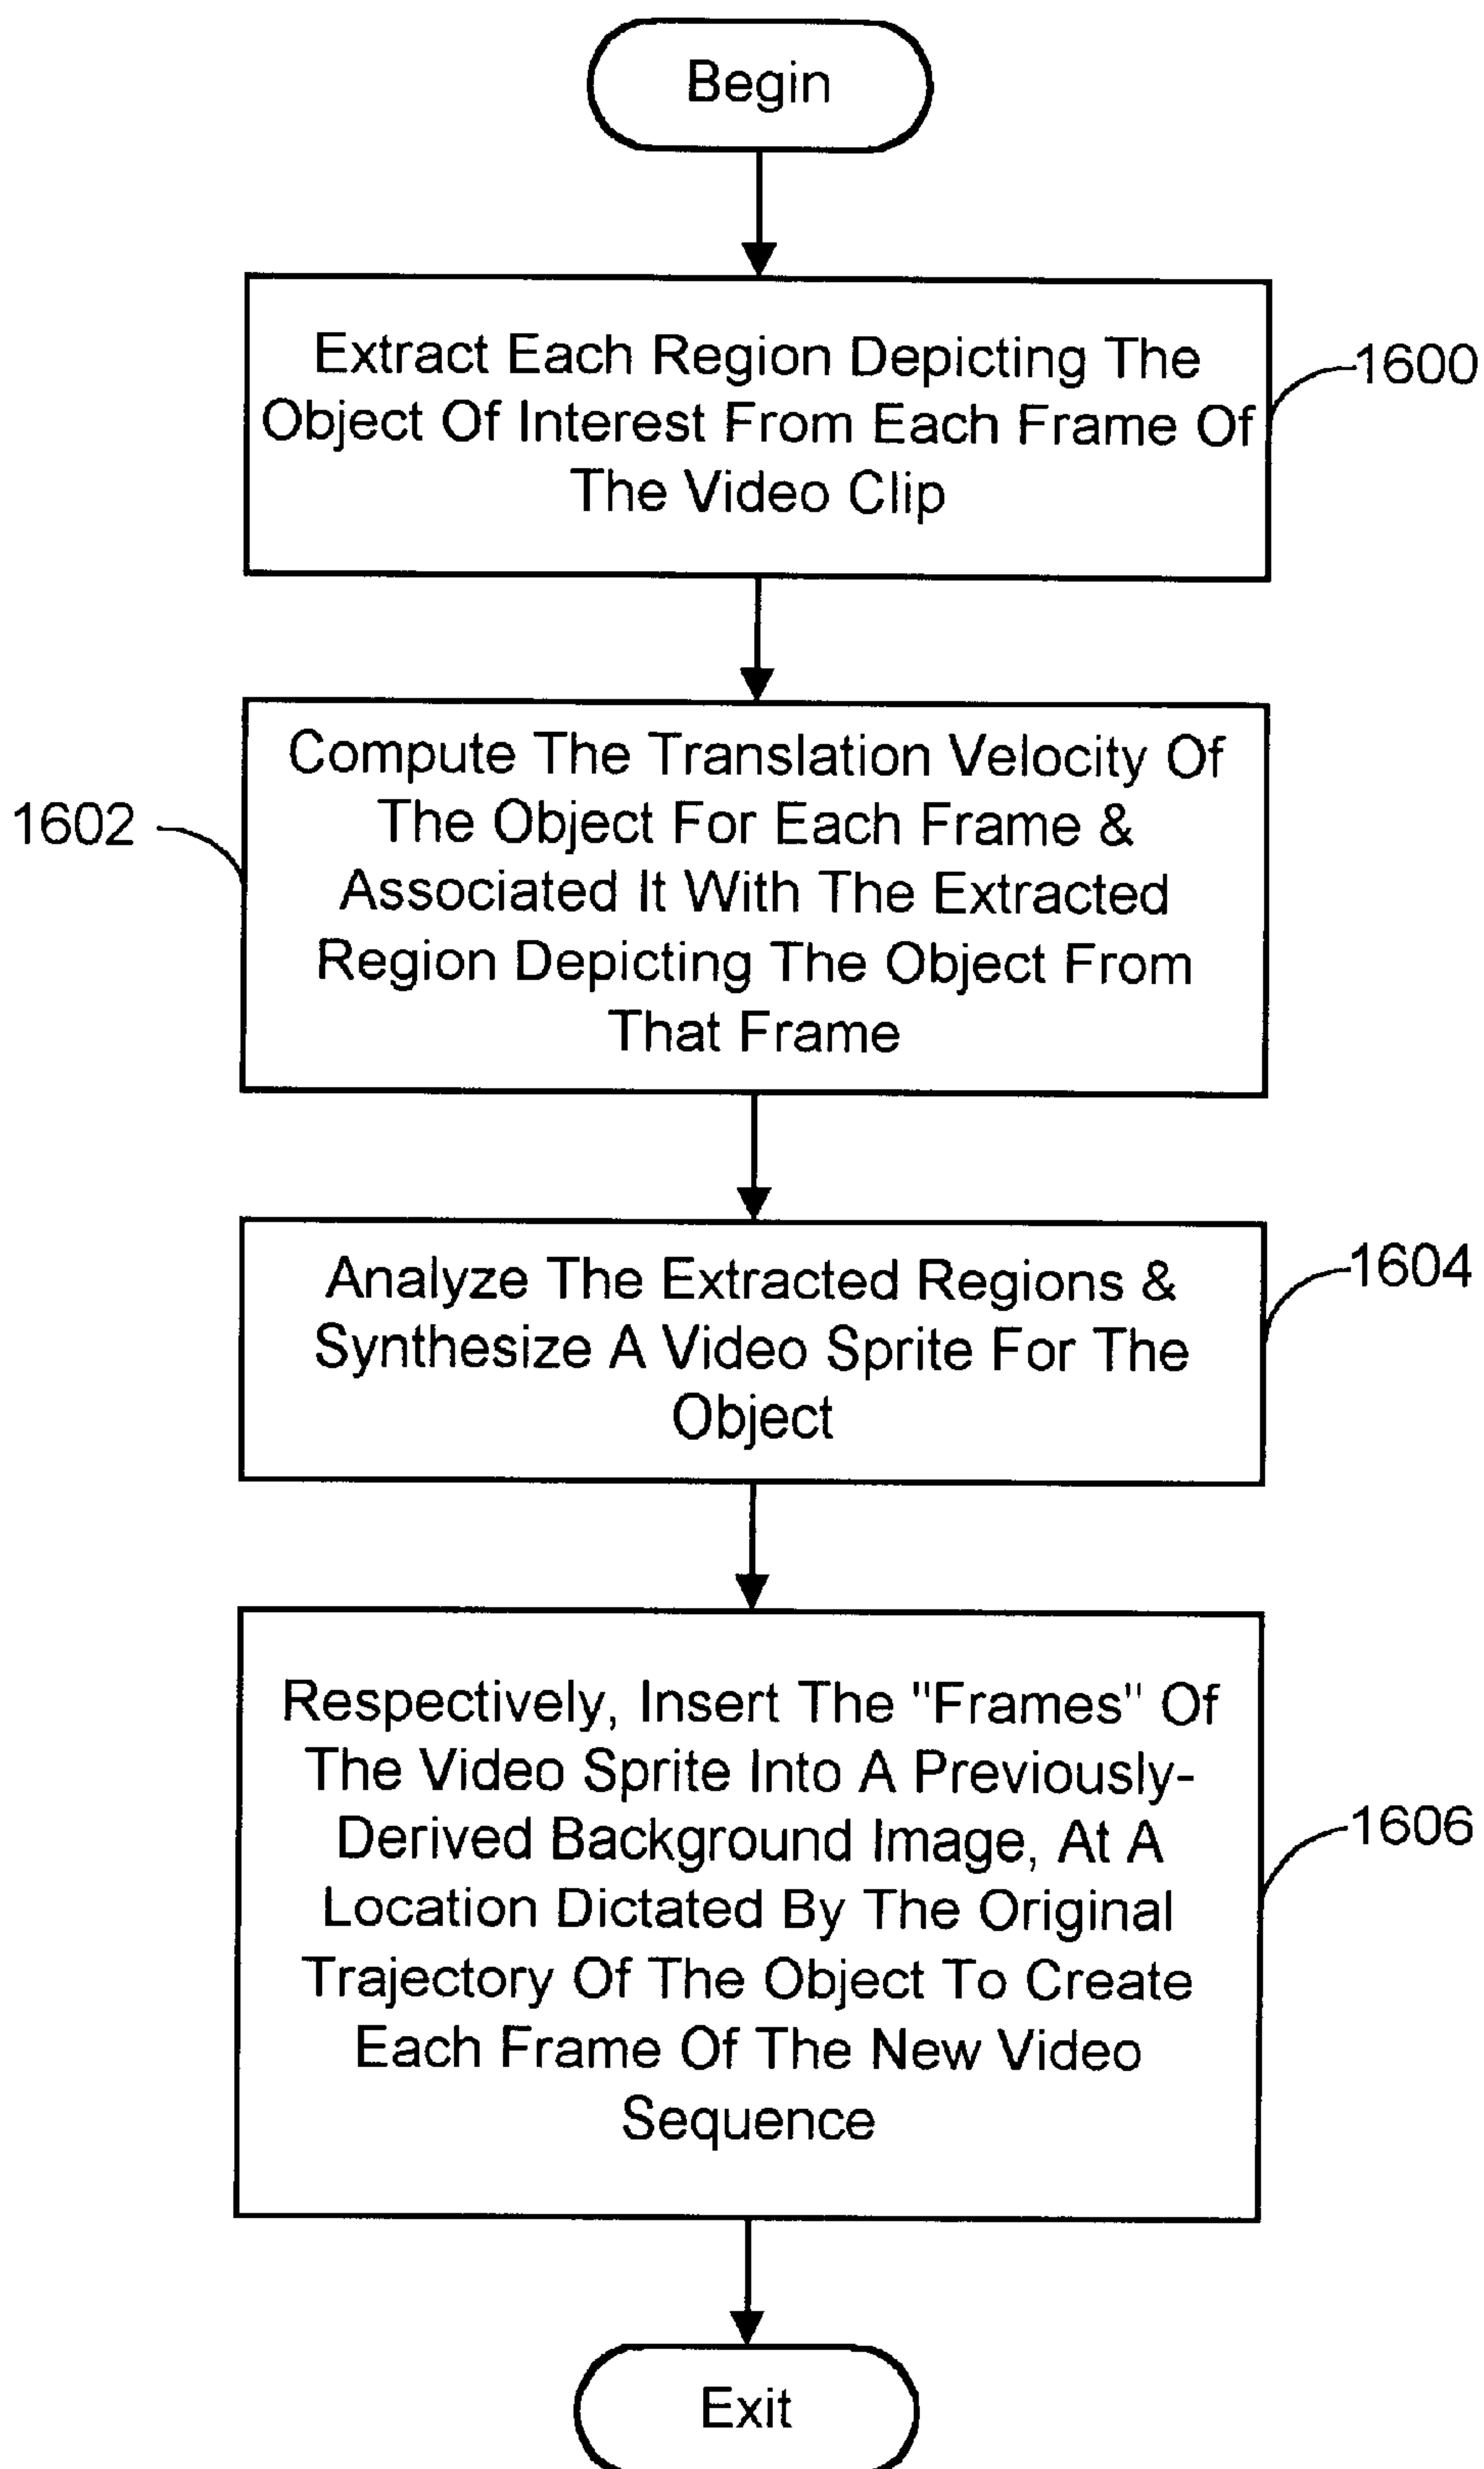 Begin
Extract Each Region Depicting The
Object Of Interest From Each Frame Of
The Video Clip
1600
Compute The Translation Velocity Of
The Object For Each Frame &
Associated It With The Extracted
Region Depicting The Object From
That Frame
1602
Analyze The Extracted Regions &
Synthesize A Video Sprite For The
Object
1604
Respectively, Insert The "Frames" Of
The Video Sprite Into A Previously-
Derived Background Image, At A
Location Dictated By The Original
Trajectory Of The Object To Create
Each Frame Of The New Video
Sequence
1606
Exit